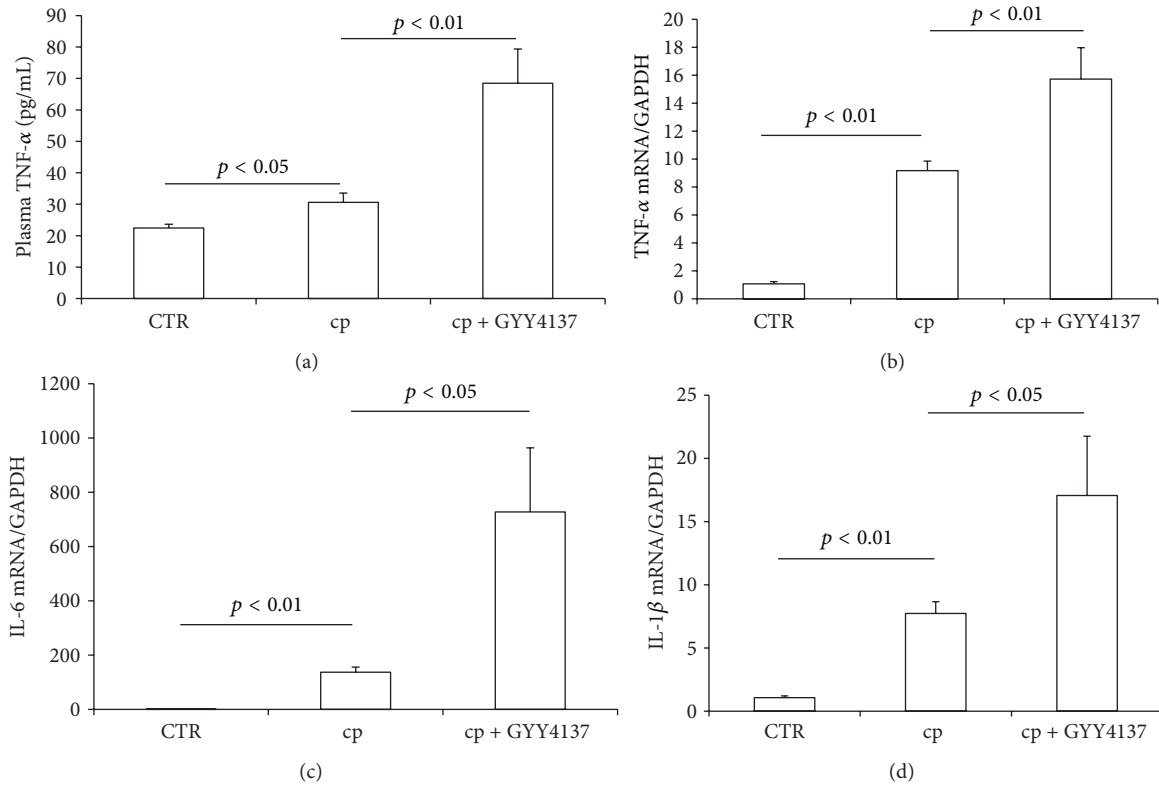 Plasma TNF-α (pg/mL)
90
80
70
60
50
40
30
20
10
0
p < 0.05
p < 0.01
CTR
cp
cp + GYY4137
(a)
TNF-α mRNA/GAPDH
20
18
16
14
12
10
8
6
4
2
0
p < 0.01
p < 0.01
CTR
cp
cp + GYY4137
(b)
IL-6 mRNA/GAPDH
1200
1000
800
600
400
200
0
p < 0.01
p < 0.05
CTR
cp
cp + GYY4137
(c)
IL-1β mRNA/GAPDH
25
20
15
10
5
0
p < 0.01
p < 0.05
CTR
cp
cp + GYY4137
(d)